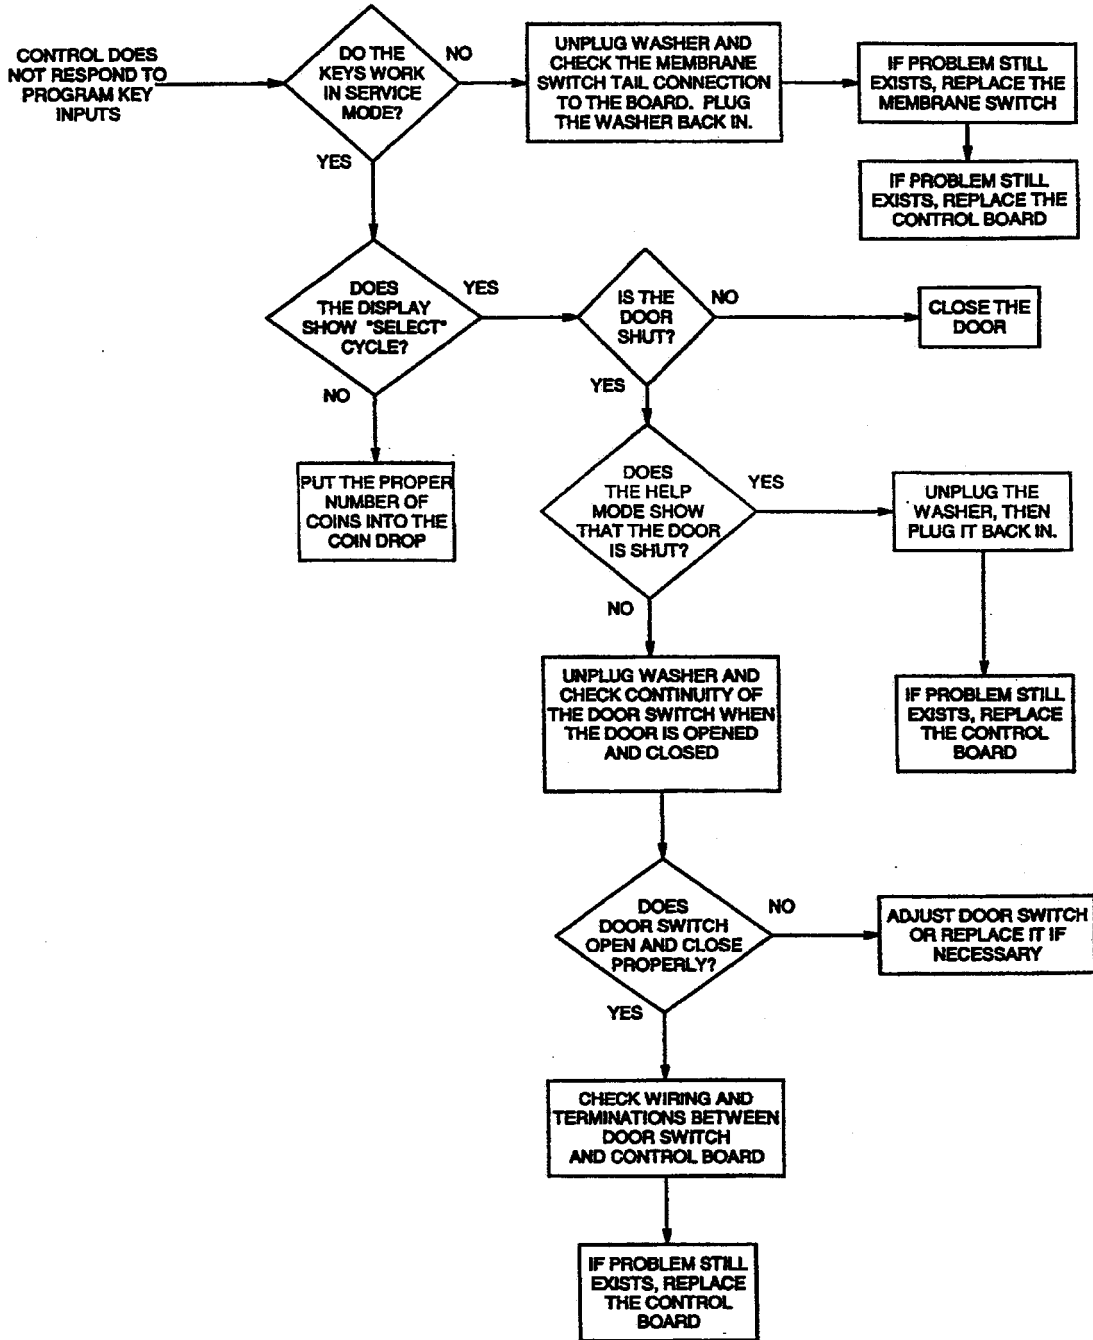 CONTROL DOES
NOT RESPOND TO
PROGRAM KEY
INPUTS
DO THE
KEYS WORK
IN SERVICE
MODE?
NO
UNPLUG WASHER AND
CHECK THE MEMBRANE
SWITCH TAIL CONNECTION
TO THE BOARD. PLUG
THE WASHER BACK IN.
IF PROBLEM STILL
EXISTS, REPLACE THE
MEMBRANE SWITCH
IF PROBLEM STILL
EXISTS, REPLACE THE
CONTROL BOARD
YES
DOES
THE DISPLAY
SHOW "SELECT"
CYCLE?
YES
IS THE
DOOR
SHUT?
NO
CLOSE THE
DOOR
NO
PUT THE PROPER
NUMBER OF
COINS INTO THE
COIN DROP
YES
DOES
THE HELP
MODE SHOW
THAT THE DOOR
IS SHUT?
YES
UNPLUG THE
WASHER, THEN
PLUG IT BACK IN.
IF PROBLEM STILL
EXISTS, REPLACE
THE CONTROL
BOARD
NO
UNPLUG WASHER AND
CHECK CONTINUITY OF
THE DOOR SWITCH WHEN
THE DOOR IS OPENED
AND CLOSED
DOES
DOOR SWITCH
OPEN AND CLOSE
PROPERLY?
NO
ADJUST DOOR SWITCH
OR REPLACE IT IF
NECESSARY
YES
CHECK WIRING AND
TERMINATIONS BETWEEN
DOOR SWITCH
AND CONTROL BOARD
IF PROBLEM STILL
EXISTS, REPLACE
THE CONTROL
BOARD